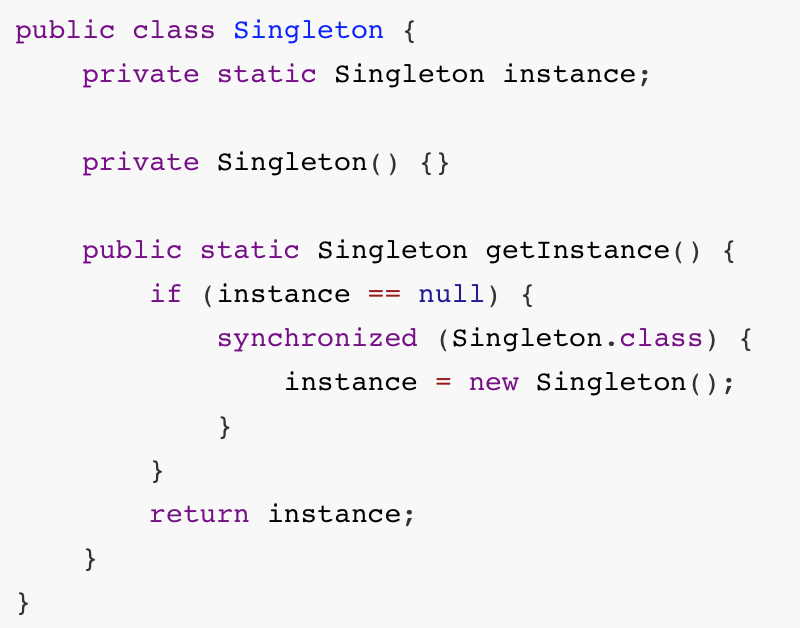 public class Singleton {
    private static Singleton instance;

    private Singleton() {}

    public static Singleton getInstance() {
        if (instance == null) {
            synchronized (Singleton.class) {
                instance = new Singleton();
            }
        }
        return instance;
    }
}